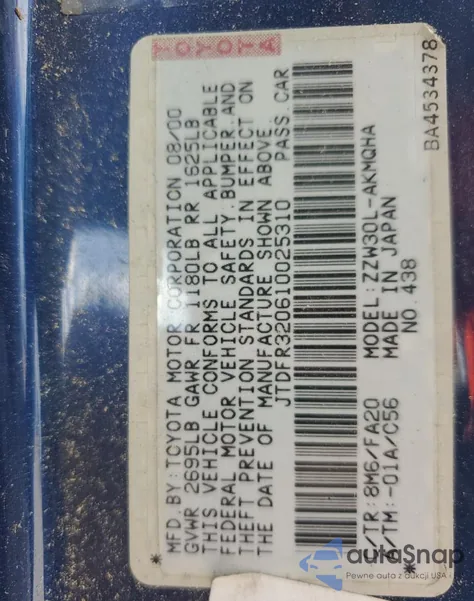 TOYOTA
MFD.BY:TOYOTA MOTOR CORPORATION 08/00
GVWR 2695LB GAWR FR 1180LB RR 1625LB
THIS VEHICLE CONFORMS TO ALL APPLICABLE
FEDERAL MOTOR VEHICLE SAFETY, BUMPER, AND
THEFT PREVENTION STANDARDS IN EFFECT ON
THE DATE OF MANUFACTURE SHOWN ABOVE
JTDFR320610025310 PASS. CAR
/TR:8M6/FA20 MODEL:ZZW30L-AKMQHA
/TM:-01A/C56 MADE IN JAPAN
NO. 438
BA4534378
autoSnap
Pewne auta z aukcji USA